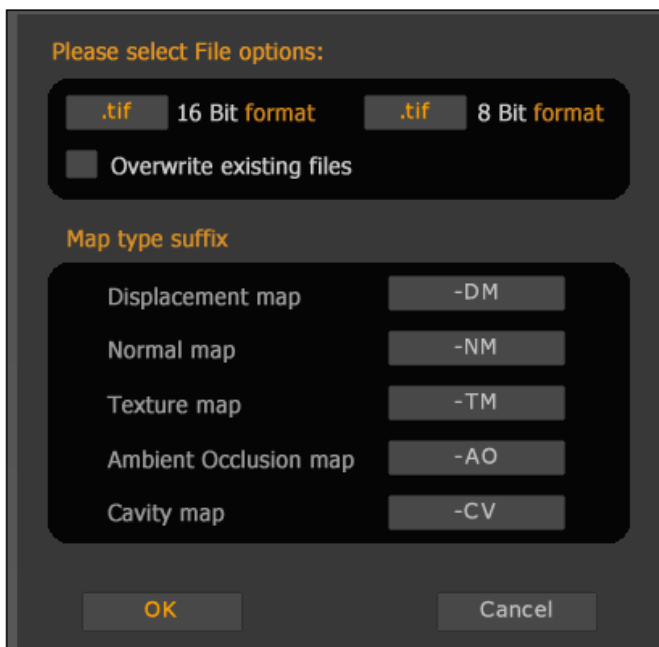 Please select File options:
.tif 16 Bit format .tif 8 Bit format
Overwrite existing files
Map type suffix
Displacement map -DM
Normal map -NM
Texture map -TM
Ambient Occlusion map -AO
Cavity map -CV
OK Cancel